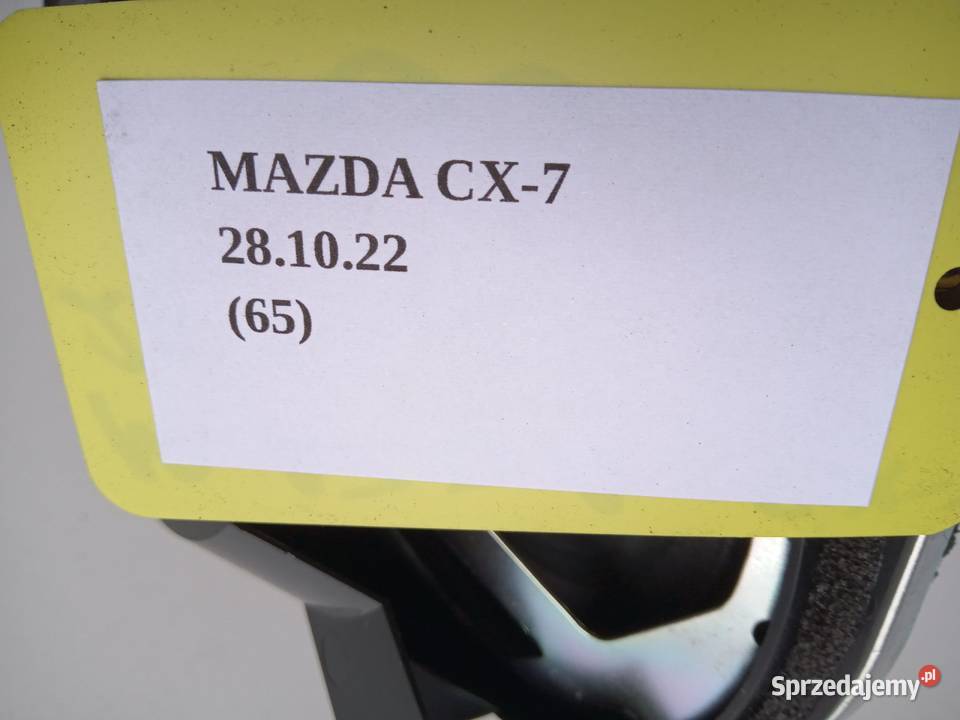 MAZDA CX-7
28.10.22
(65)
Sprzedajemy.pl